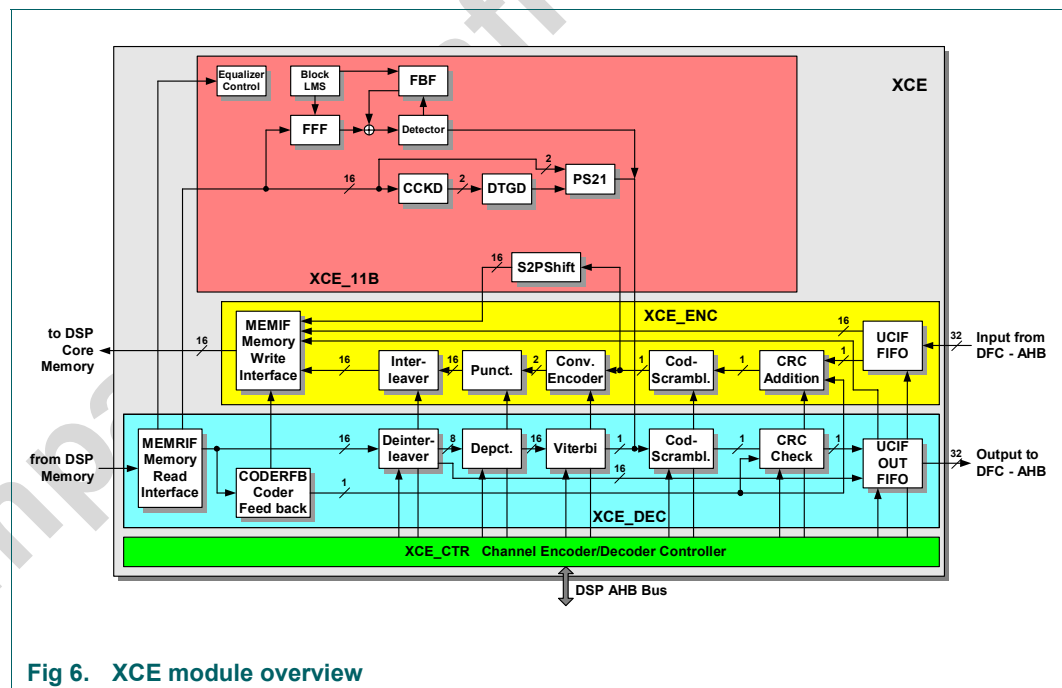 Equalizer
Control
Block
LMS
FBF
XCE
FFF
Detector
2
16
CCKD
2
DTGD
PS21
16
S2PShift
XCE_11B
XCE_ENC
to DSP
Core
Memory
16
MEMIF
Memory
Write
Interface
16
Inter-
leaver
16
Punct.
2
Conv.
Encoder
1
Cod-
Scrambl.
1
CRC
Addition
1
16
UCIF
FIFO
32
Input from
DFC - AHB
from DSP
Memory
MEMRIF
Memory
Read
Interface
16
CODERFB
Coder
Feed back
1
Deinter-
leaver
8
Depct.
16
Viterbi
1
16
Cod-
Scrambl.
1
CRC
Check
1
UCIF
OUT
FIFO
32
Output to
DFC - AHB
XCE_DEC
XCE_CTR Channel Encoder/Decoder Controller
DSP AHB Bus
Fig 6. XCE module overview